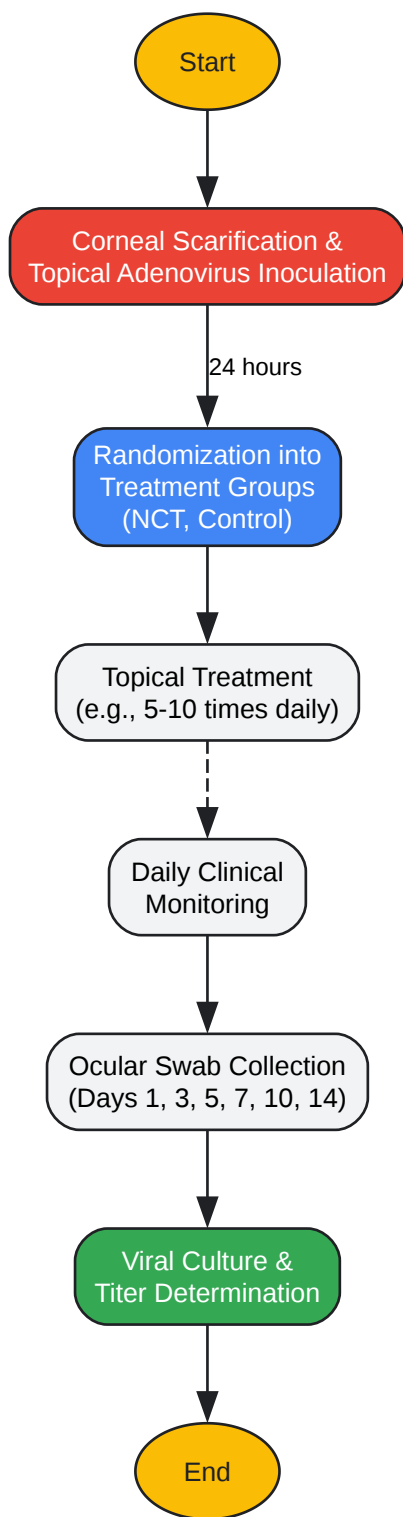 Start
Corneal Scarification &
Topical Adenovirus Inoculation
24 hours
Randomization into
Treatment Groups
(NCT, Control)
Topical Treatment
(e.g., 5-10 times daily)
Daily Clinical
Monitoring
Ocular Swab Collection
(Days 1, 3, 5, 7, 10, 14)
Viral Culture &
Titer Determination
End